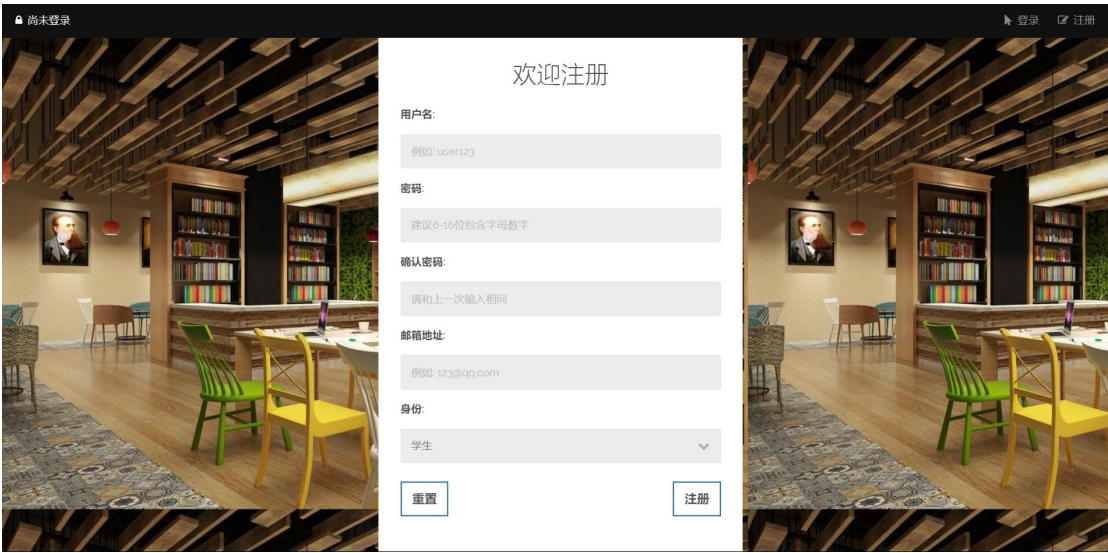 尚未登录
登录 注册
欢迎注册
用户名:
例如: user123
密码:
建议6-16位包含字母数字
确认密码:
请和上一次输入相同
邮箱地址:
例如: 123@qq.com
身份:
学生
重置 注册